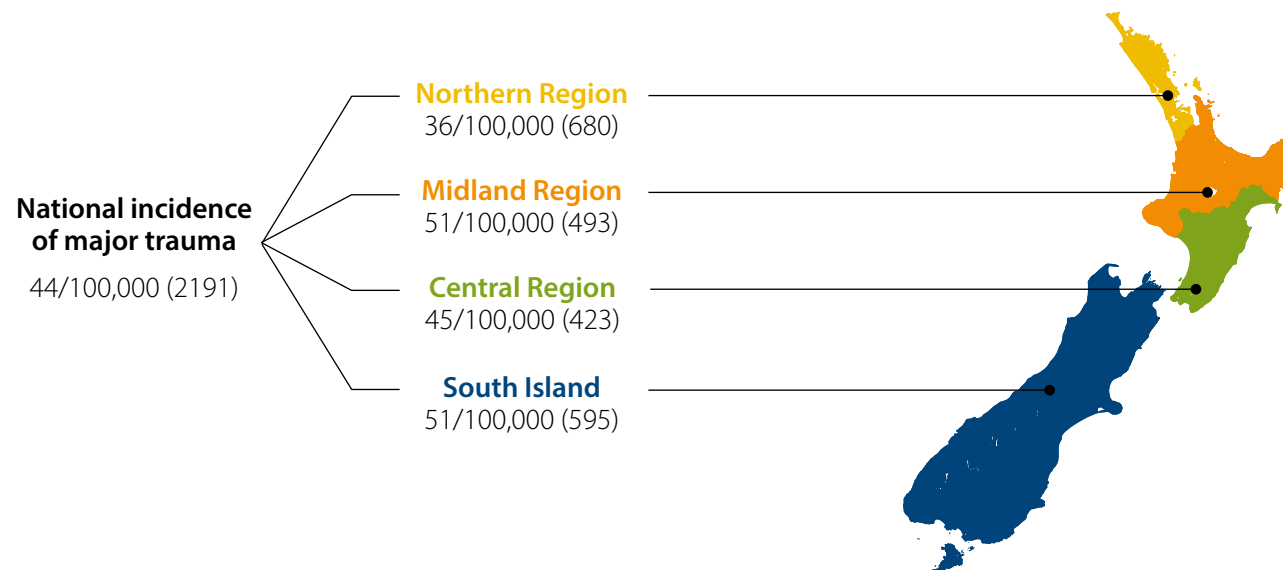 National incidence
of major trauma
44/100,000 (2191)
Northern Region
36/100,000 (680)
Midland Region
51/100,000 (493)
Central Region
45/100,000 (423)
South Island
51/100,000 (595)